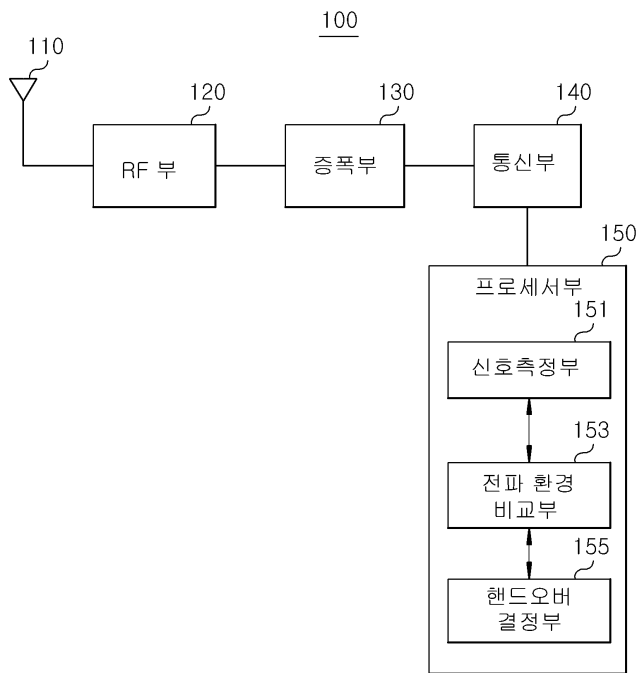 100
110
120
130
140
RF 부
증폭부
통신부
150
프로세서부
151
신호측정부
153
전파 환경
비교부
155
핸드오버
결정부